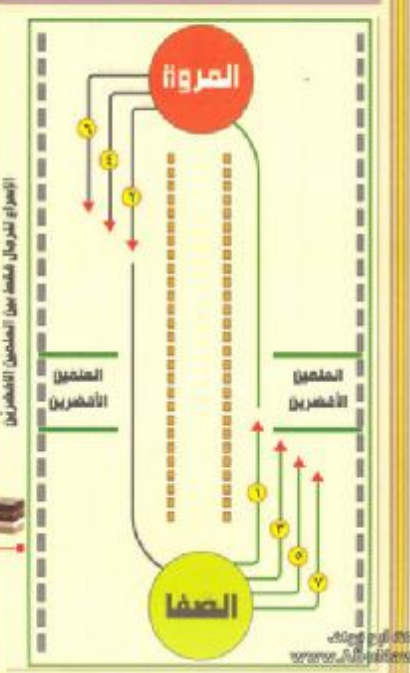 المروة
٦
٤
٢
العلمين
الأخضرين
العلمين
الأخضرين
الإسراع للرجال فقط بين العلمين الأخضرين
١
٣
٥
٧
الصفا